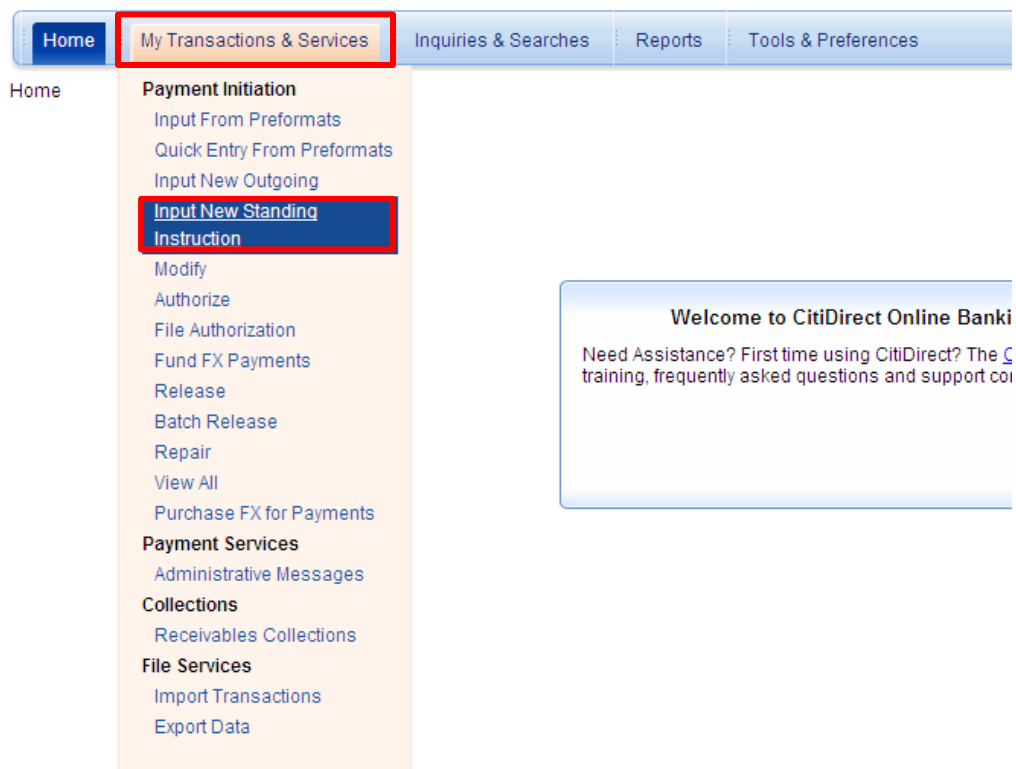 Home
My Transactions & Services
Inquiries & Searches
Reports
Tools & Preferences
Home
Payment Initiation
Input From Preformats
Quick Entry From Preformats
Input New Outgoing
Input New Standing
Instruction
Modify
Authorize
File Authorization
Fund FX Payments
Release
Batch Release
Repair
View All
Purchase FX for Payments
Payment Services
Administrative Messages
Collections
Receivables Collections
File Services
Import Transactions
Export Data
Welcome to CitiDirect Online Banki
Need Assistance? First time using CitiDirect? The
training, frequently asked questions and support